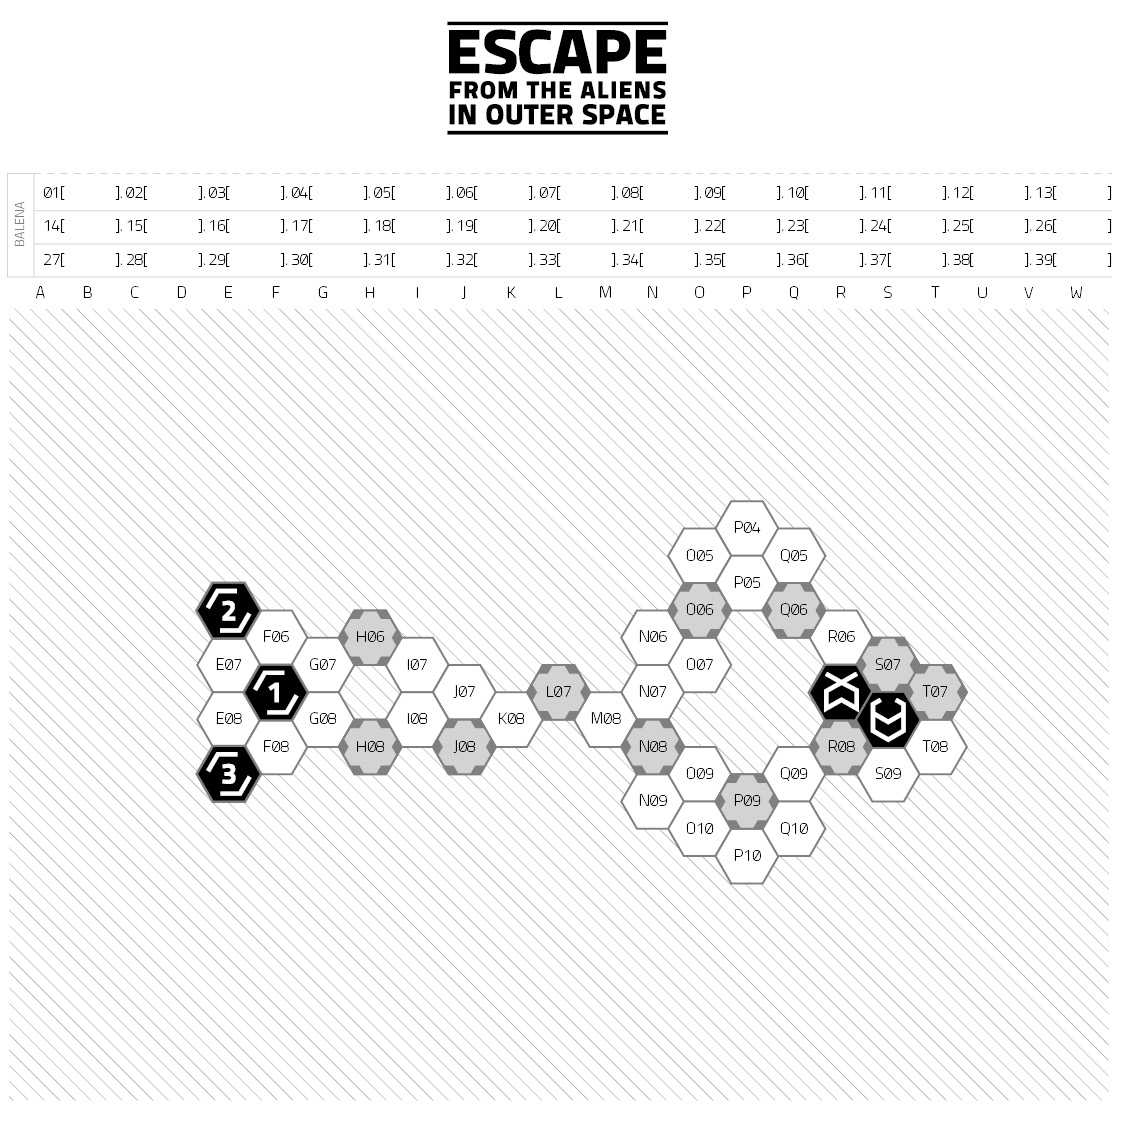 ESCAPE
FROM THE ALIENS
IN OUTER SPACE
BALENA
01[ ].02[ ].03[ ].04[ ].05[ ].06[ ].07[ ].08[ ].09[ ].10[ ].11[ ].12[ ].13[ ]
14[ ].15[ ].16[ ].17[ ].18[ ].19[ ].20[ ].21[ ].22[ ].23[ ].24[ ].25[ ].26[ ]
27[ ].28[ ].29[ ].30[ ].31[ ].32[ ].33[ ].34[ ].35[ ].36[ ].37[ ].38[ ].39[ ]
A B C D E F G H I J K L M N O P Q R S T U V W
P04
O05 Q05
P05
2 O06 Q06
F06 H06 N06 R06
E07 G07 I07 O07 S07
1 J07 L07 N07 T07
E08 G08 I08 K08 M08
F08 H08 J08 N08 R08 T08
3 O09 Q09 S09
N09 P09
O10 Q10
P10